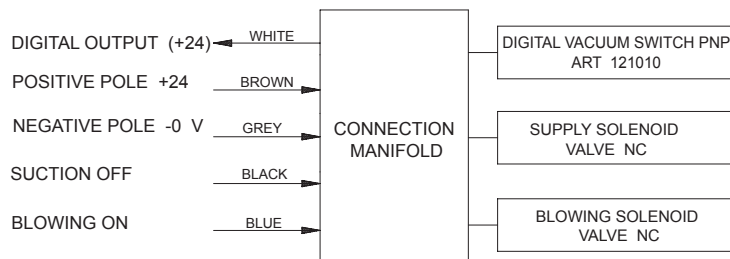 DIGITAL OUTPUT (+24)
WHITE
POSITIVE POLE +24
BROWN
NEGATIVE POLE -0 V
GREY
SUCTION OFF
BLACK
BLOWING ON
BLUE
CONNECTION
MANIFOLD
DIGITAL VACUUM SWITCH PNP
ART 121010
SUPPLY SOLENOID
VALVE NC
BLOWING SOLENOID
VALVE NC